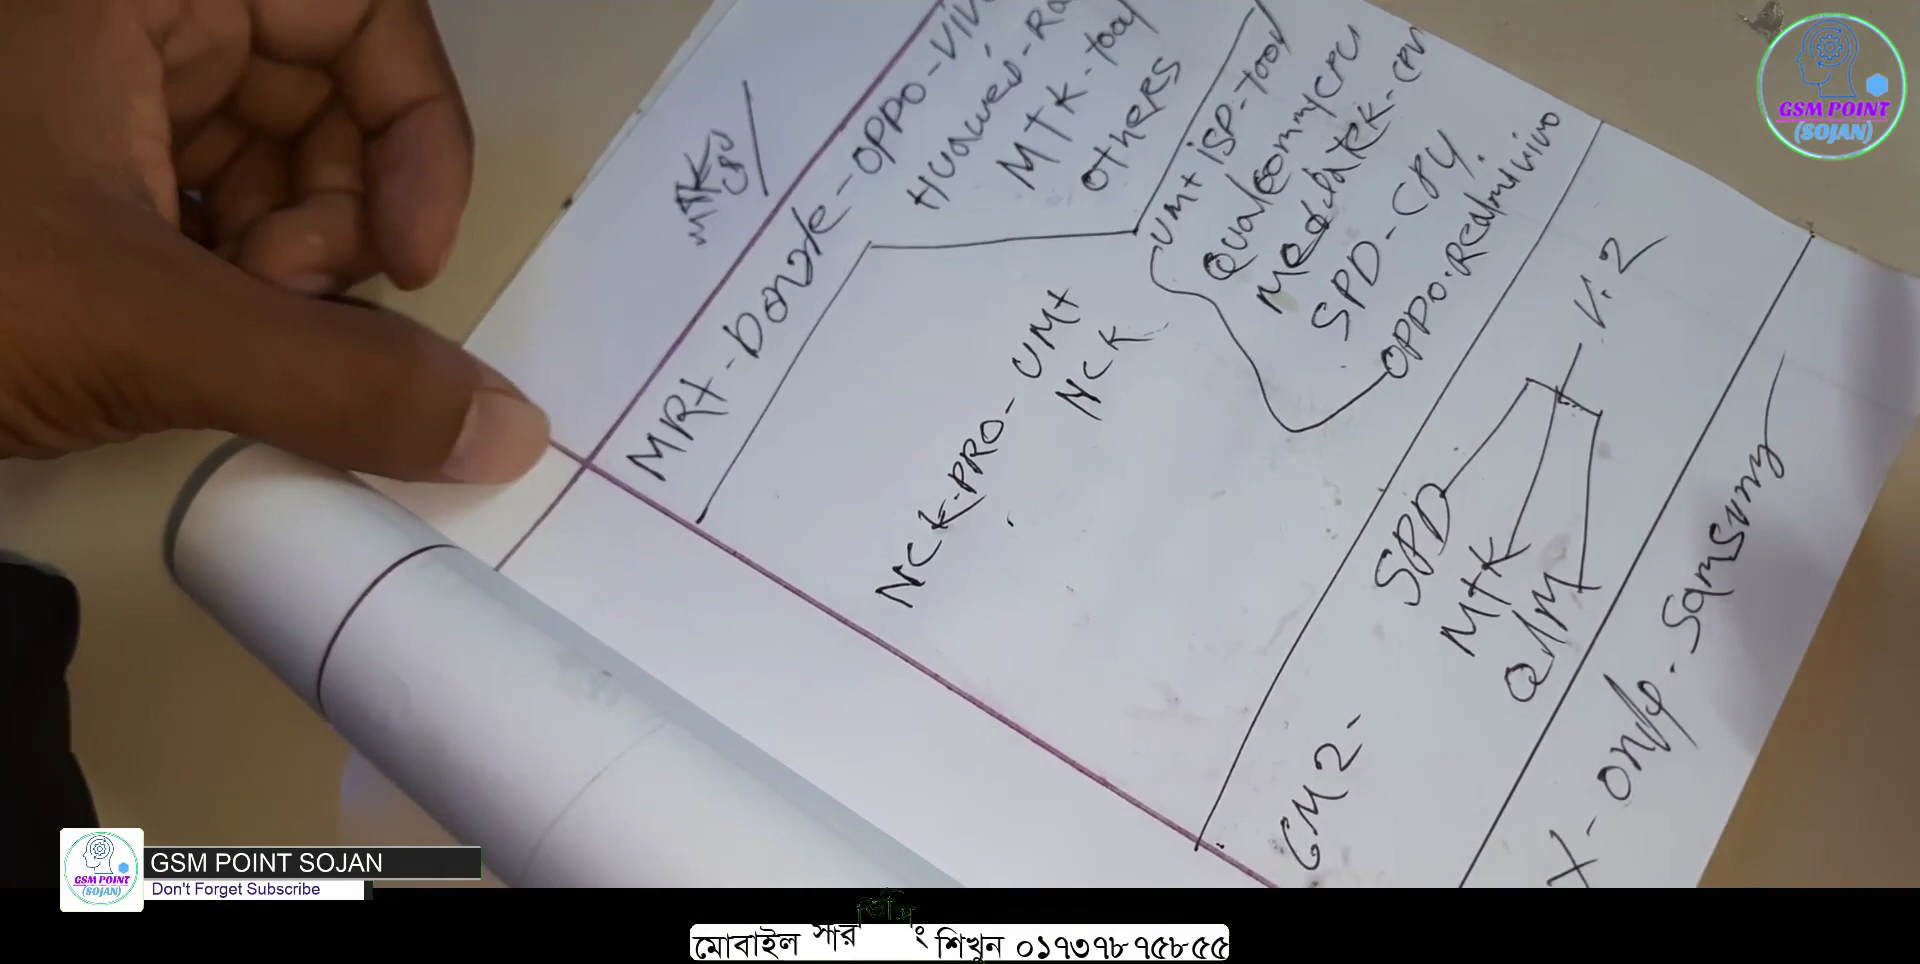 MTK
CPU
MRT-Dongle-OPPO-VIV
Huawei-Ra
MTK-tool
others
NCK-PRO-UMT
NCK
UMT iSP-tool
Qualcomm/CPU
Mediatek-CPU
SPD-CPU
OPPO.Realmi.vivo
CM2-
SPD
MTK
QLM
V.2
X-only.Samsung
GSM POINT
(SOJAN)
GSM POINT
(SOJAN)
GSM POINT SOJAN
Don't Forget Subscribe
মোবাইল সার্ভিসিং শিখুন ০১৭৩৭৮৭৫৮৫৫